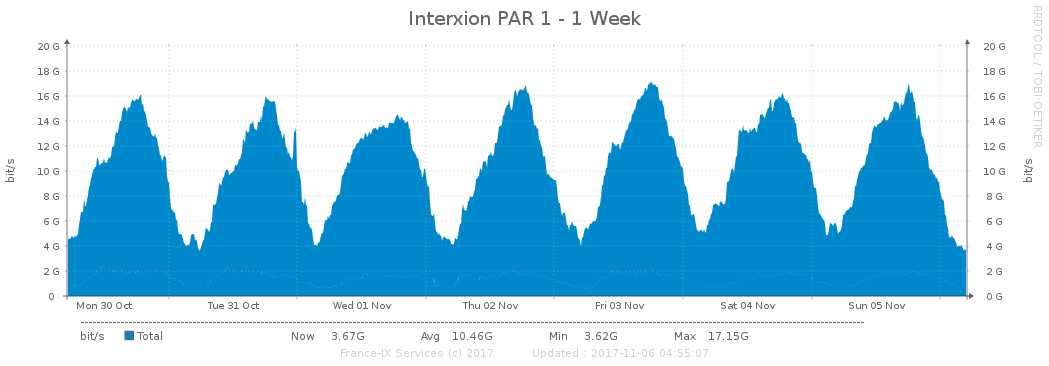 Interxion PAR 1 - 1 Week
RRDTOOL / TOBI OETIKER
bit/s
bit/s
20 G 20 G
18 G 18 G
16 G 16 G
14 G 14 G
12 G 12 G
10 G 10 G
8 G 8 G
6 G 6 G
4 G 4 G
2 G 2 G
0 0 G
Mon 30 Oct Tue 31 Oct Wed 01 Nov Thu 02 Nov Fri 03 Nov Sat 04 Nov Sun 05 Nov
bit/s Total Now 3.67G Avg 10.46G Min 3.62G Max 17.15G
France-IX Services (c) 2017 Updated : 2017-11-06 04:55:07